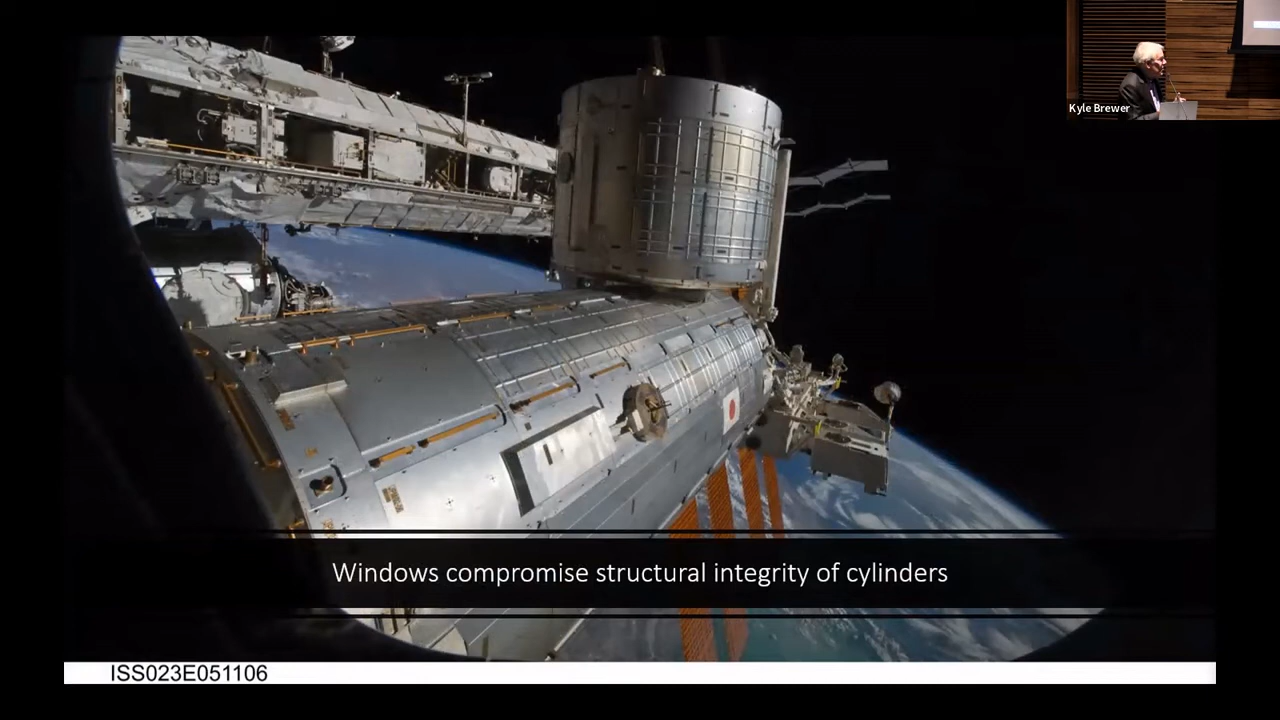 Kyle Brewer
Windows compromise structural integrity of cylinders
ISS023E051106